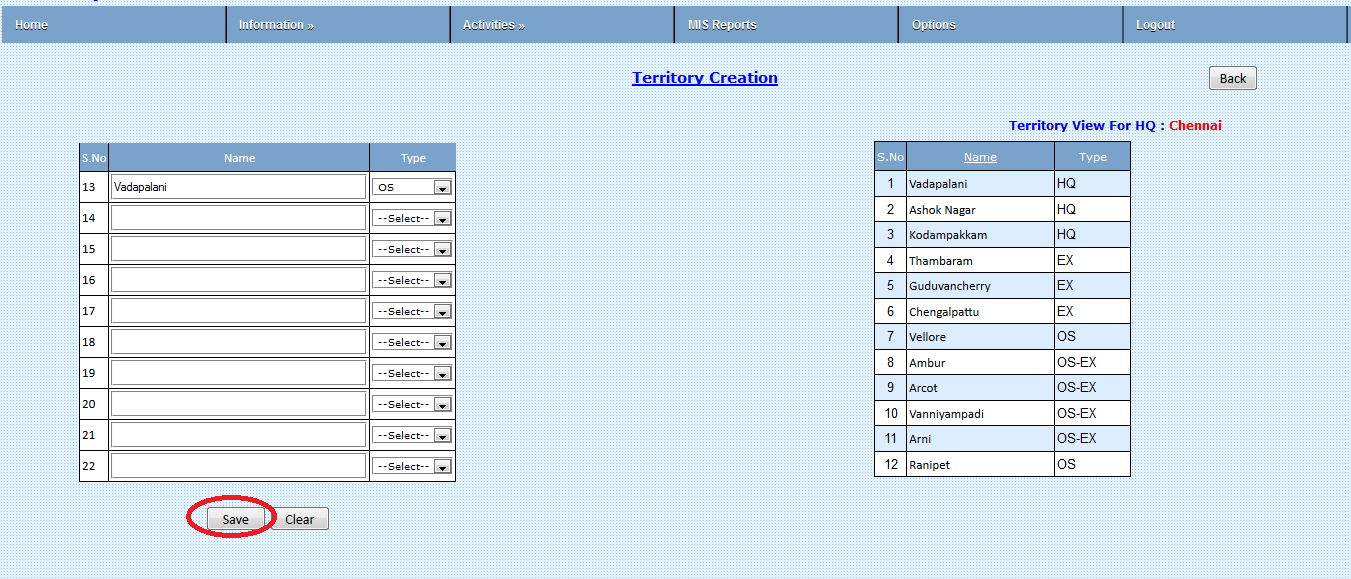 Home Information » Activities » MIS Reports Options Logout
Territory Creation
Back
Territory View For HQ : Chennai
S.No Name Type
13 Vadapalani OS
14 --Select--
15 --Select--
16 --Select--
17 --Select--
18 --Select--
19 --Select--
20 --Select--
21 --Select--
22 --Select--
Save Clear
S.No Name Type
1 Vadapalani HQ
2 Ashok Nagar HQ
3 Kodampakkam HQ
4 Thambaram EX
5 Guduvancherry EX
6 Chengalpattu EX
7 Vellore OS
8 Ambur OS-EX
9 Arcot OS-EX
10 Vanniyampadi OS-EX
11 Arni OS-EX
12 Ranipet OS